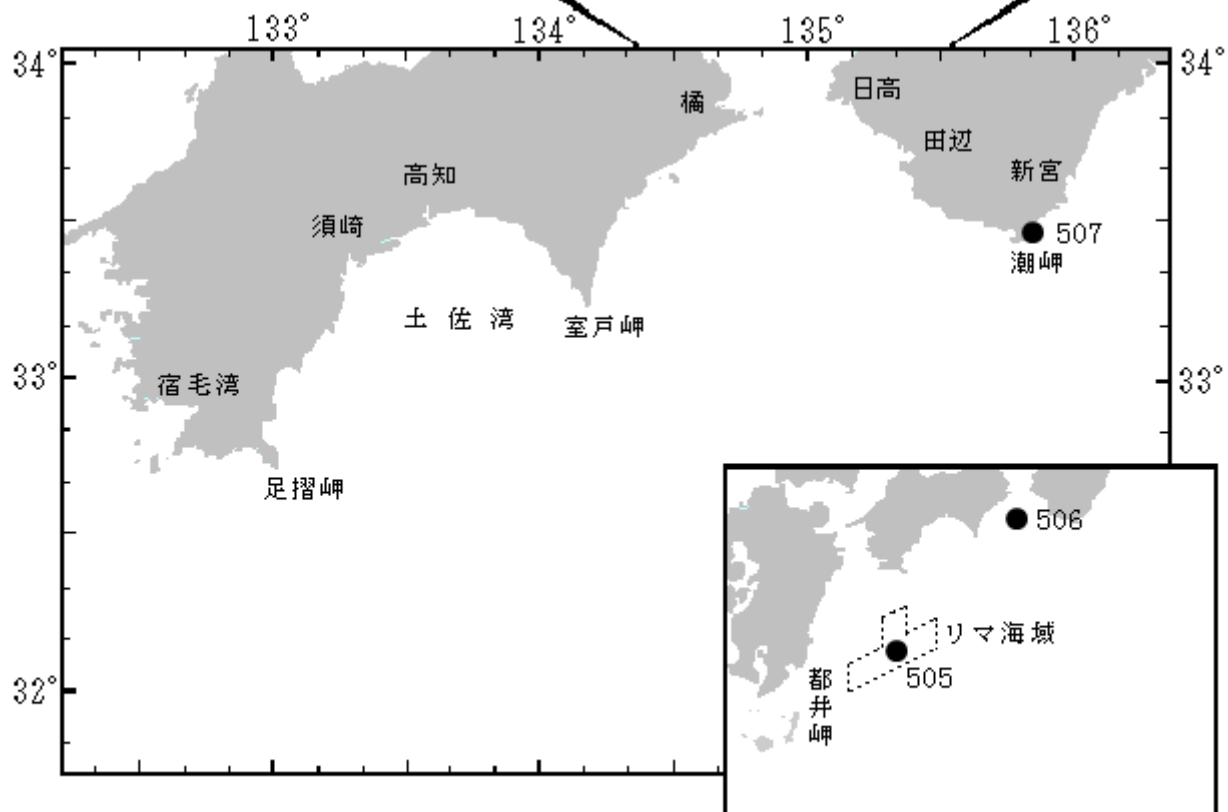 133°
134°
135°
136°
34°
34°
橘
日高
田辺
高知
新宮
須崎
507
潮岬
土佐湾
室戸岬
33°
33°
宿毛湾
足摺岬
506
リマ海域
505
都井岬
32°